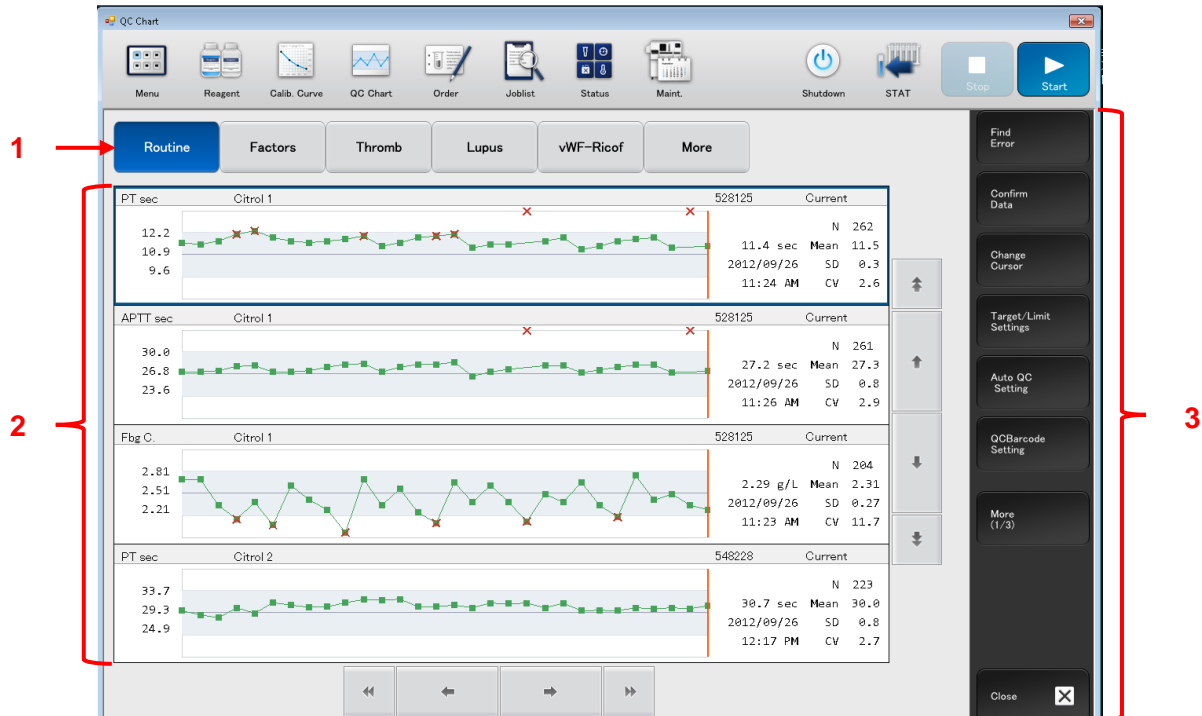 QC Chart
Menu Reagent Calib. Curve QC Chart Order Joblist Status Maint. Shutdown STAT Stop Start
1
Routine Factors Thromb Lupus vWF-Ricof More
2
PT sec Citrol 1 528125 Current
12.2
10.9
9.6
N 262
11.4 sec Mean 11.5
2012/09/26 SD 0.3
11:24 AM CV 2.6
APTT sec Citrol 1 528125 Current
30.0
26.8
23.6
N 261
27.2 sec Mean 27.3
2012/09/26 SD 0.8
11:26 AM CV 2.9
Fbg C. Citrol 1 528125 Current
2.81
2.51
2.21
N 204
2.29 g/L Mean 2.31
2012/09/26 SD 0.27
11:23 AM CV 11.7
PT sec Citrol 2 548228 Current
33.7
29.3
24.9
N 223
30.7 sec Mean 30.0
2012/09/26 SD 0.8
12:17 PM CV 2.7
3
Find
Error
Confirm
Data
Change
Cursor
Target/Limit
Settings
Auto QC
Setting
QCBarcode
Setting
More
(1/3)
Close